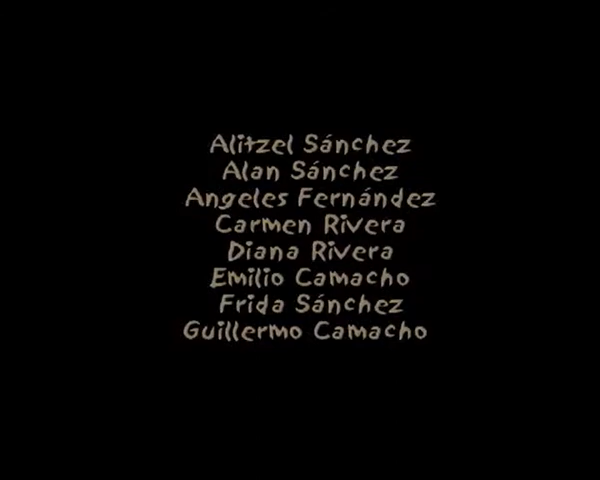 Alitzel Sánchez
Alan Sánchez
Angeles Fernández
Carmen Rivera
Diana Rivera
Emilio Camacho
Frida Sánchez
Guillermo Camacho